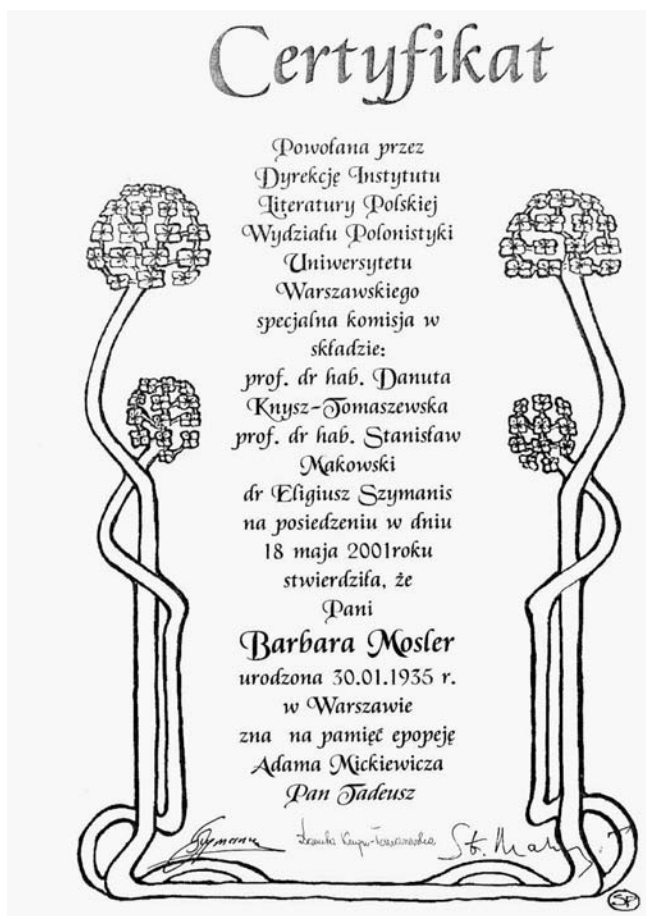 Certyfikat
Powołana przez
Dyrekcję Instytutu
Literatury Polskiej
Wydziału Polonistyki
Uniwersytetu
Warszawskiego
specjalna komisja w
składzie:
prof. dr hab. Danuta
Knysz-Tomaszewska
prof. dr hab. Stanisław
Makowski
dr Eligiusz Szymanis
na posiedzeniu w dniu
18 maja 2001roku
stwierdziła, że
Pani
Barbara Mosler
urodzona 30.01.1935 r.
w Warszawie
zna na pamięć epopeję
Adama Mickiewicza
Pan Tadeusz
SP